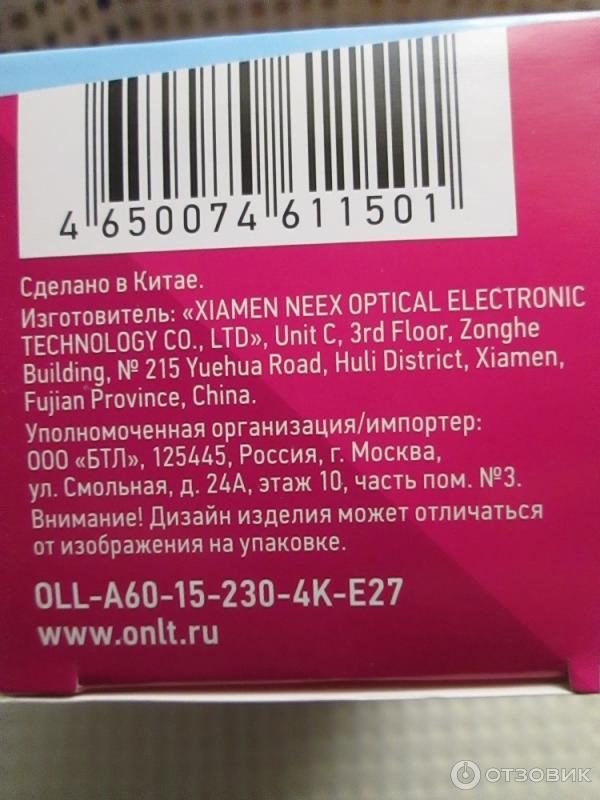 4 650074 611501
Сделано в Китае.
Изготовитель: «XIAMEN NEEX OPTICAL ELECTRONIC
TECHNOLOGY CO., LTD», Unit C, 3rd Floor, Zonghe
Building, № 215 Yuehua Road, Huli District, Xiamen,
Fujian Province, China.
Уполномоченная организация/импортер:
ООО «БТЛ», 125445, Россия, г. Москва,
ул. Смольная, д. 24А, этаж 10, часть пом. №3.
Внимание! Дизайн изделия может отличаться
от изображения на упаковке.
OLL-A60-15-230-4K-E27
www.onlt.ru
ОТЗОВИК